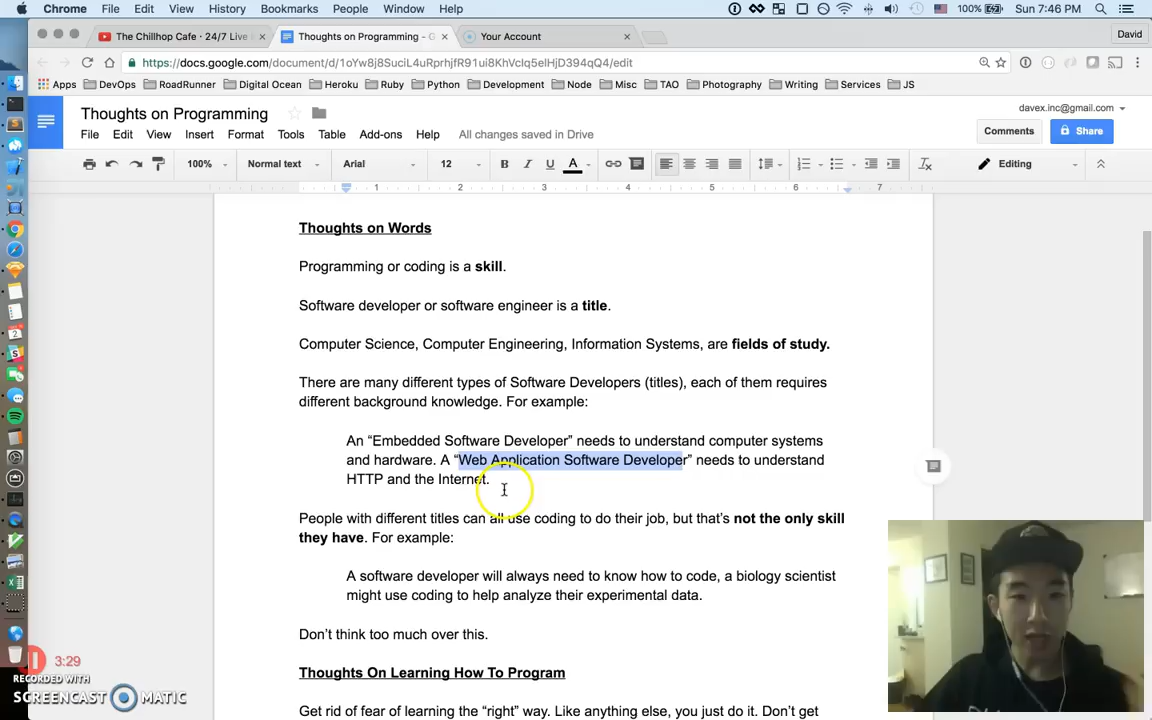 Chrome File Edit View History Bookmarks People Window Help 100% Sun 7:46 PM
The Chillhop Cafe · 24/7 Live Thoughts on Programming - G Your Account David
https://docs.google.com/document/d/1oYw8j8SuciL4uRprhjfR91ui8KhVcIq5eIHjD394qQ4/edit
Apps DevOps RoadRunner Digital Ocean Heroku Ruby Python Development Node Misc TAO Photography Writing Services JS
Thoughts on Programming davex.inc@gmail.com
File Edit View Insert Format Tools Table Add-ons Help All changes saved in Drive Comments Share
100% Normal text Arial 12 B I U A Editing
1 2 3 4 5 6 7
Thoughts on Words
Programming or coding is a skill.
Software developer or software engineer is a title.
Computer Science, Computer Engineering, Information Systems, are fields of study.
There are many different types of Software Developers (titles), each of them requires
different background knowledge. For example:
An “Embedded Software Developer” needs to understand computer systems
and hardware. A “Web Application Software Developer” needs to understand
HTTP and the Internet.
People with different titles can all use coding to do their job, but that’s not the only skill
they have. For example:
A software developer will always need to know how to code, a biology scientist
might use coding to help analyze their experimental data.
Don’t think too much over this.
3:29
Thoughts On Learning How To Program
RECORDED WITH
SCREENCAST MATIC
Get rid of fear of learning the “right” way. Like anything else, you just do it. Don’t get